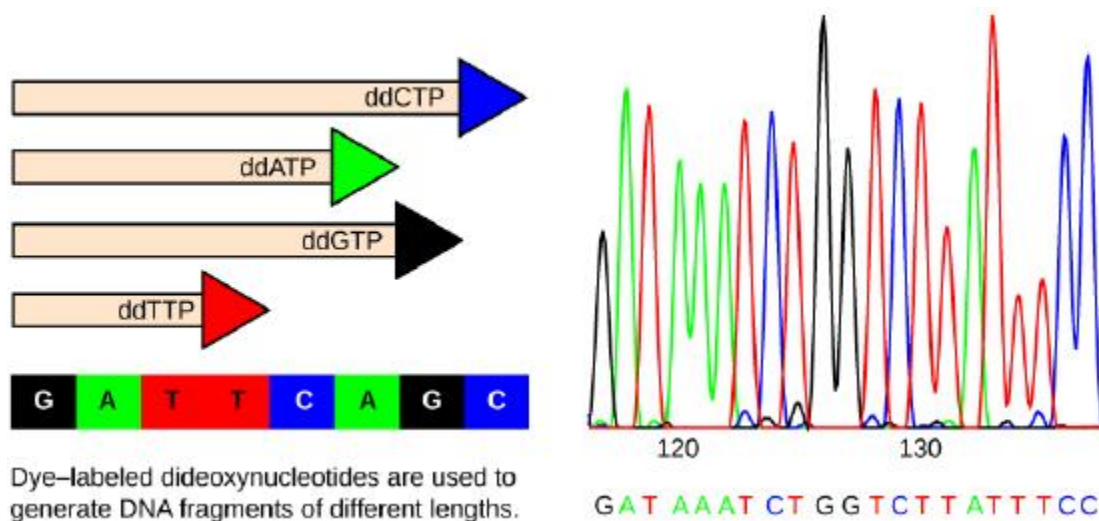 ddCTP
ddATP
ddGTP
ddTTP
G A T T C A G C
Dye–labeled dideoxynucleotides are used to
generate DNA fragments of different lengths.
120 130
GAT AAAT CT GGTCTTATTTCC